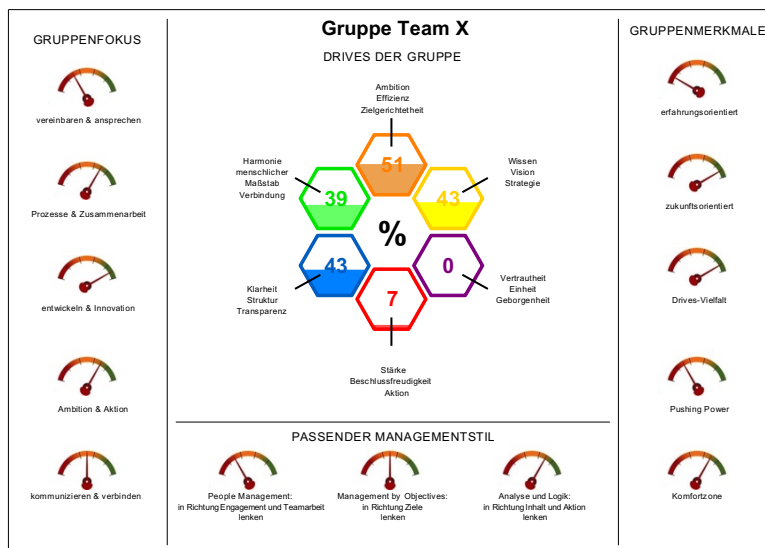 Gruppe Team X
GRUPPENFOKUS
vereinbaren & ansprechen
Prozesse & Zusammenarbeit
entwickeln & Innovation
Ambition & Aktion
kommunizieren & verbinden
DRIVES DER GRUPPE
Ambition
Effizienz
Zielgerichtetheit
51
Harmonie
menschlicher
Maßstab
Verbindung
39
Wissen
Vision
Strategie
43
%
Klarheit
Struktur
Transparenz
43
Vertrautheit
Einheit
Geborgenheit
0
7
Stärke
Beschlussfreudigkeit
Aktion
PASSENDER MANAGEMENTSTIL
People Management:
in Richtung Engagement und Teamarbeit
lenken
Management by Objectives:
in Richtung Ziele
lenken
Analyse und Logik:
in Richtung Inhalt und Aktion
lenken
GRUPPENMERKMALE
erfahrungsorientiert
zukunftsorientiert
Drives-Vielfalt
Pushing Power
Komfortzone